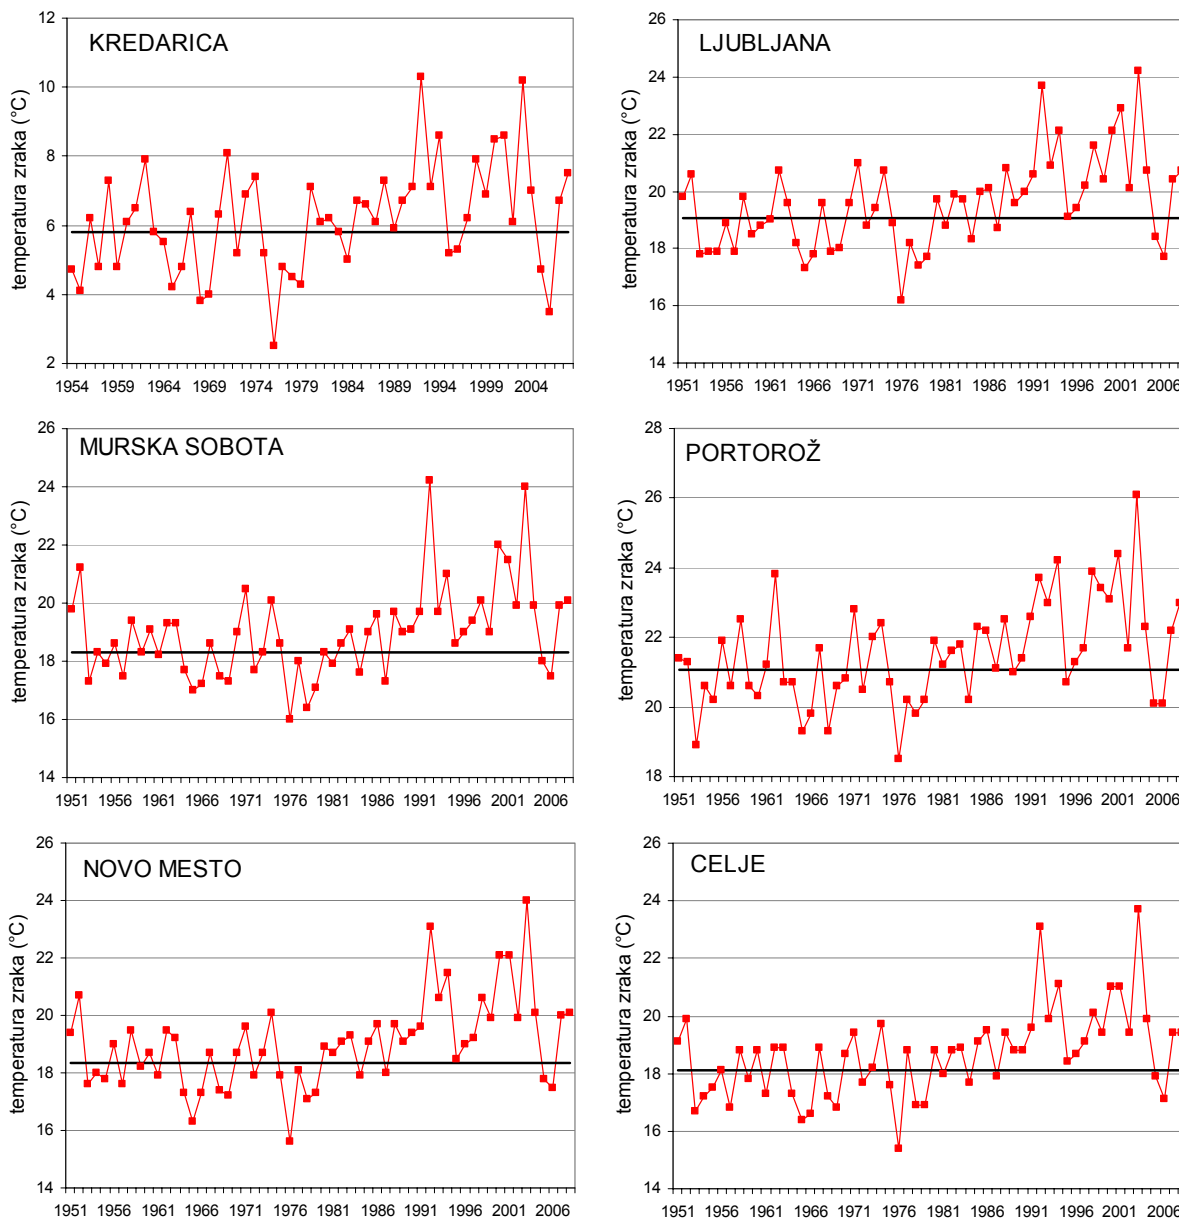 KREDARICA
temperatura zraka (°C)
12
10
8
6
4
2
1954 1959 1964 1969 1974 1979 1984 1989 1994 1999 2004
LJUBLJANA
temperatura zraka (°C)
26
24
22
20
18
16
14
1951 1956 1961 1966 1971 1976 1981 1986 1991 1996 2001 2006
MURSKA SOBOTA
temperatura zraka (°C)
26
24
22
20
18
16
14
1951 1956 1961 1966 1971 1976 1981 1986 1991 1996 2001 2006
PORTOROŽ
temperatura zraka (°C)
28
26
24
22
20
18
1951 1956 1961 1966 1971 1976 1981 1986 1991 1996 2001 2006
NOVO MESTO
temperatura zraka (°C)
26
24
22
20
18
16
14
1951 1956 1961 1966 1971 1976 1981 1986 1991 1996 2001 2006
CELJE
temperatura zraka (°C)
26
24
22
20
18
16
14
1951 1956 1961 1966 1971 1976 1981 1986 1991 1996 2001 2006